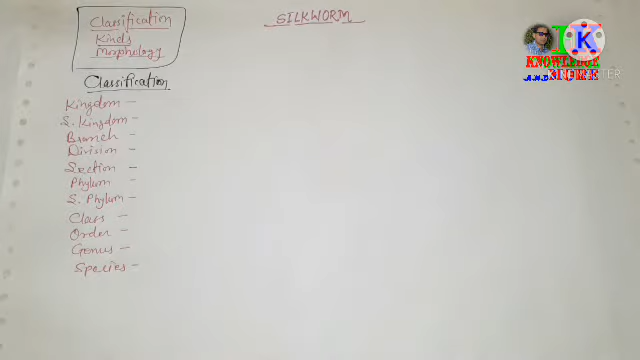 SILKWORM
Classification
Kinds
Morphology
Classification
Kingdom -
S. Kingdom -
Branch -
Division -
Section -
Phylum -
S. Phylum -
Class -
Order -
Genus -
Species -
K
KNOWLEDGE